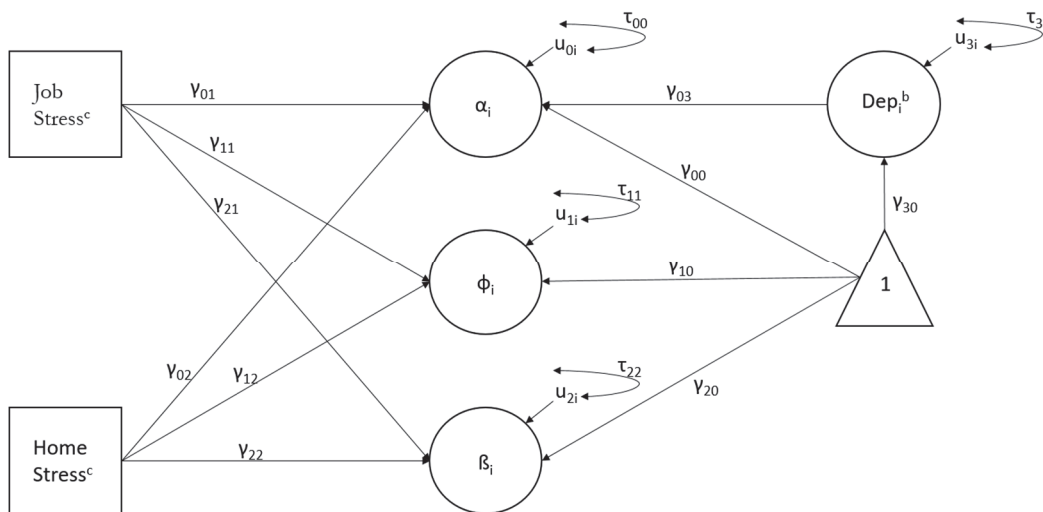 τ₀₀
τ₃
u₀ᵢ
u₃ᵢ
Job
Stressᶜ
γ₀₁
αᵢ
γ₀₃
Depᵢᵇ
γ₁₁
γ₀₀
γ₂₁
τ₁₁
u₁ᵢ
γ₃₀
ϕᵢ
γ₁₀
1
γ₀₂
γ₁₂
τ₂₂
u₂ᵢ
γ₂₀
Home
Stressᶜ
γ₂₂
ßᵢ